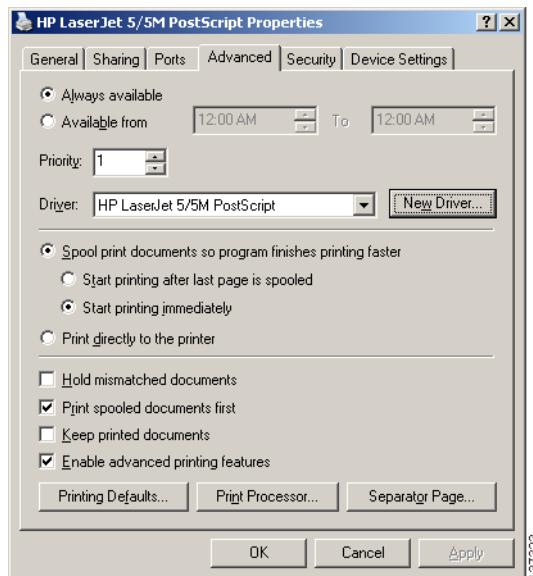 HP LaserJet 5/5M PostScript Properties
General Sharing Ports Advanced Security Device Settings
Always available
Available from 12:00 AM To 12:00 AM
Priority: 1
Driver: HP LaserJet 5/5M PostScript New Driver...
Spool print documents so program finishes printing faster
Start printing after last page is spooled
Start printing immediately
Print directly to the printer
Hold mismatched documents
Print spooled documents first
Keep printed documents
Enable advanced printing features
Printing Defaults... Print Processor... Separator Page...
OK Cancel Apply